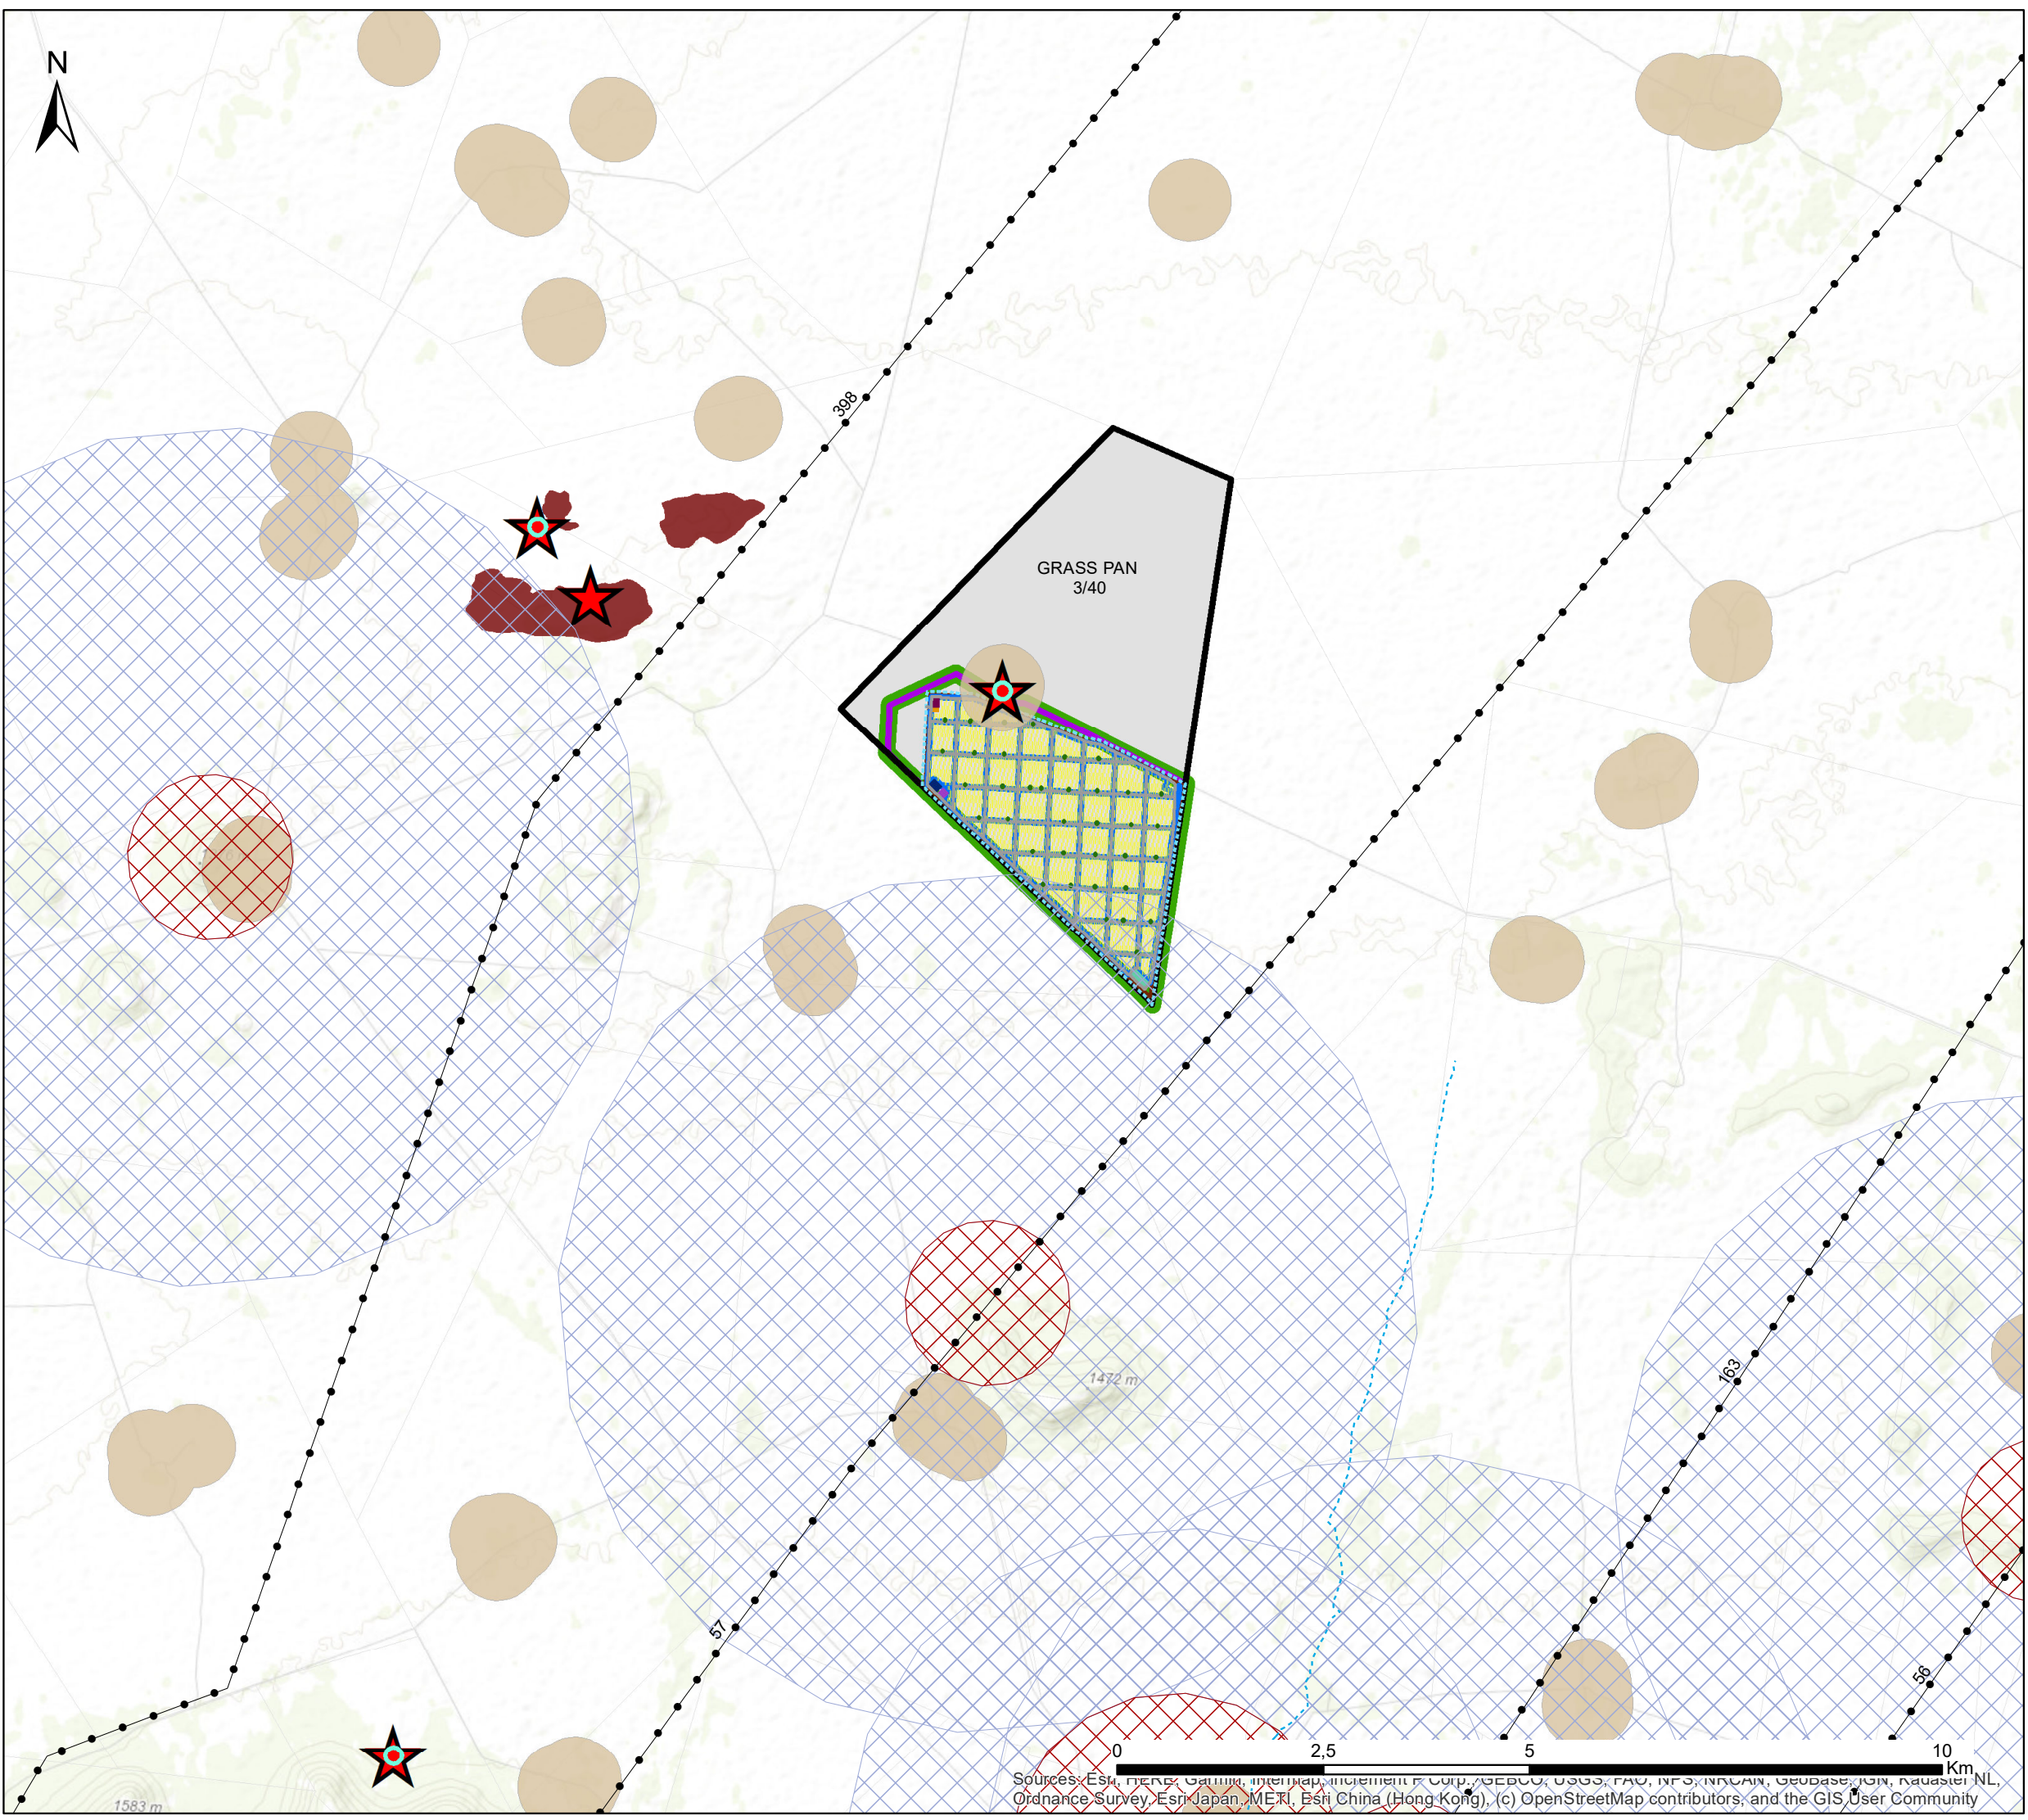 N
398
GRASS PAN
3/40
1472 m
163
57
56
0 2,5 5 10
Km
Sources: Esri, HERE, Garmin, Intermap, increment P Corp., GEBCO, USGS, FAO, NPS, NRCAN, GeoBase, IGN, Kadaster NL,
Ordnance Survey, Esri Japan, METI, Esri China (Hong Kong), (c) OpenStreetMap contributors, and the GIS User Community
1583 m